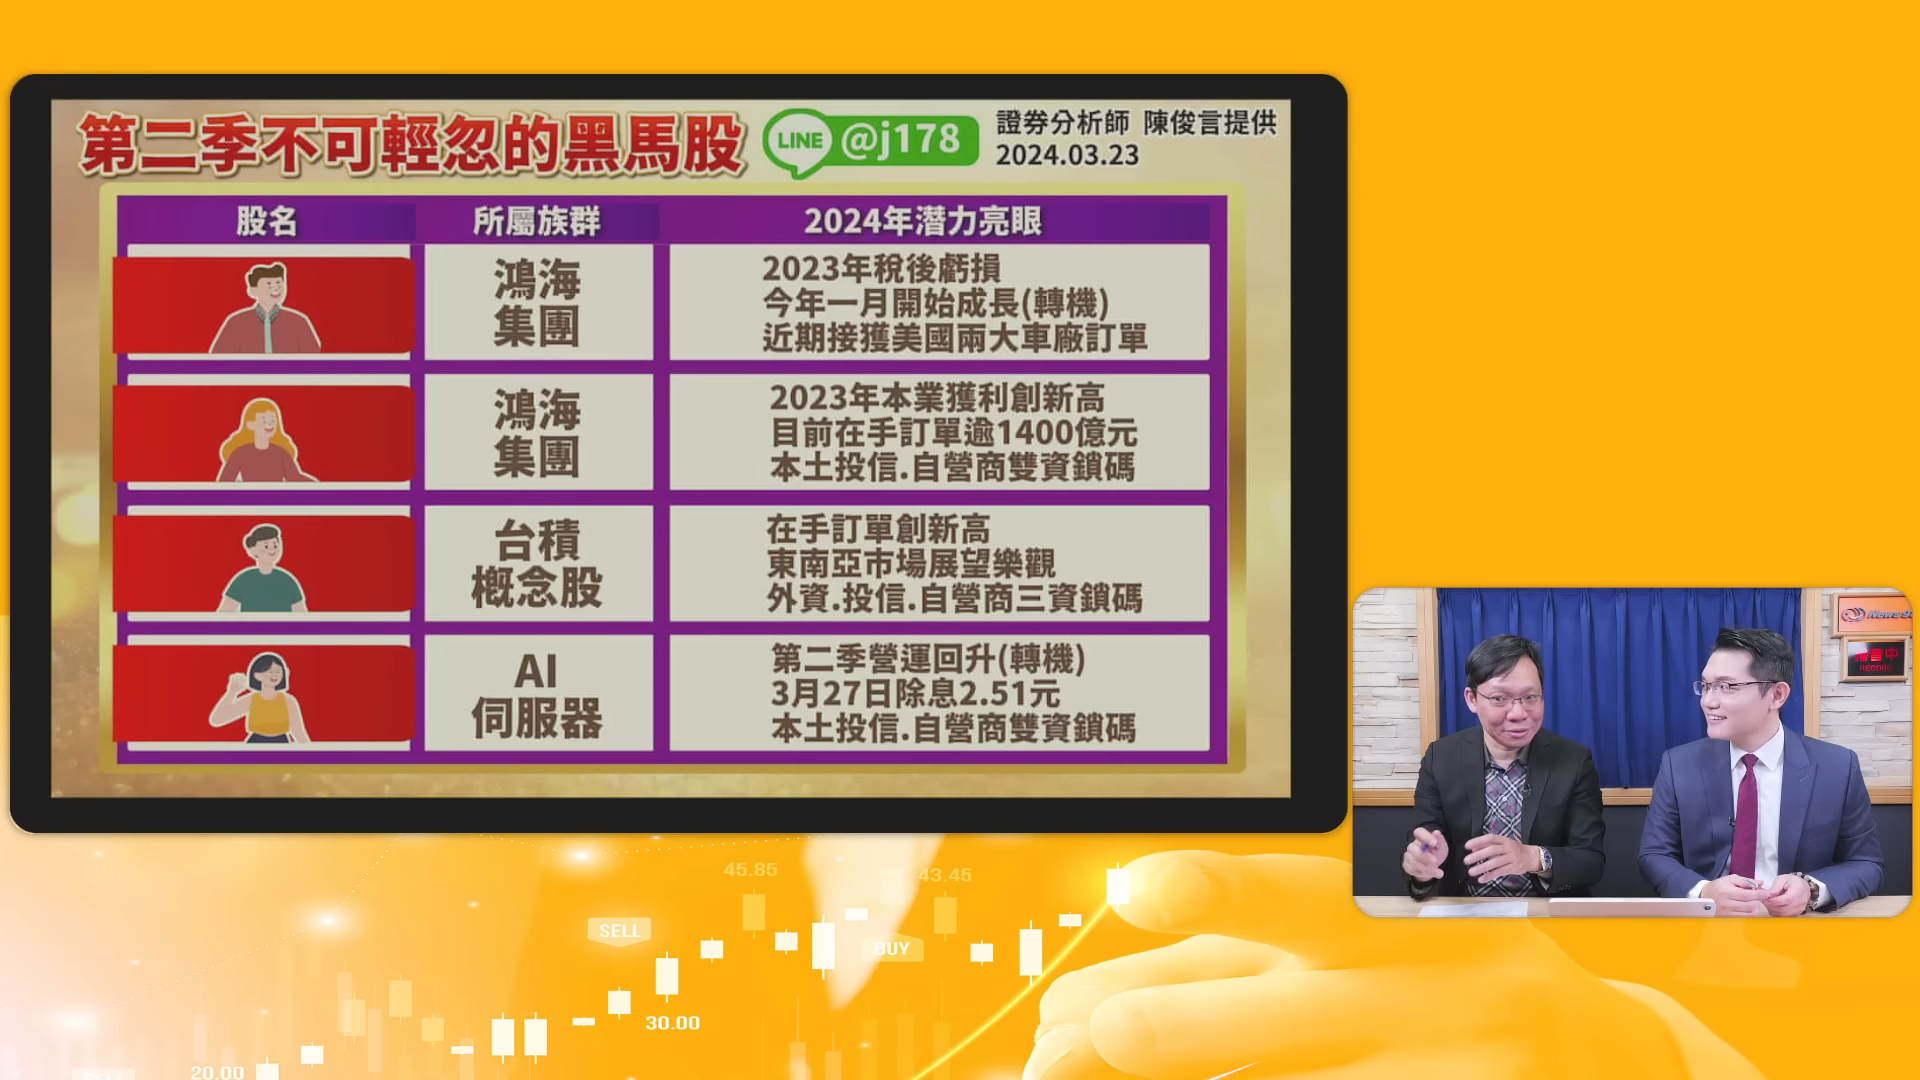 第二季不可輕忽的黑馬股
LINE @j178
證券分析師 陳俊言提供
2024.03.23
股名 所屬族群 2024年潛力亮眼
鴻海
集團
2023年稅後虧損
今年一月開始成長(轉機)
近期接獲美國兩大車廠訂單
鴻海
集團
2023年本業獲利創新高
目前在手訂單逾1400億元
本土投信.自營商雙資鎖碼
台積
概念股
在手訂單創新高
東南亞市場展望樂觀
外資.投信.自營商三資鎖碼
AI
伺服器
第二季營運回升(轉機)
3月27日除息2.51元
本土投信.自營商雙資鎖碼
45.85
43.45
SELL
BUY
30.00
20.00
SELL